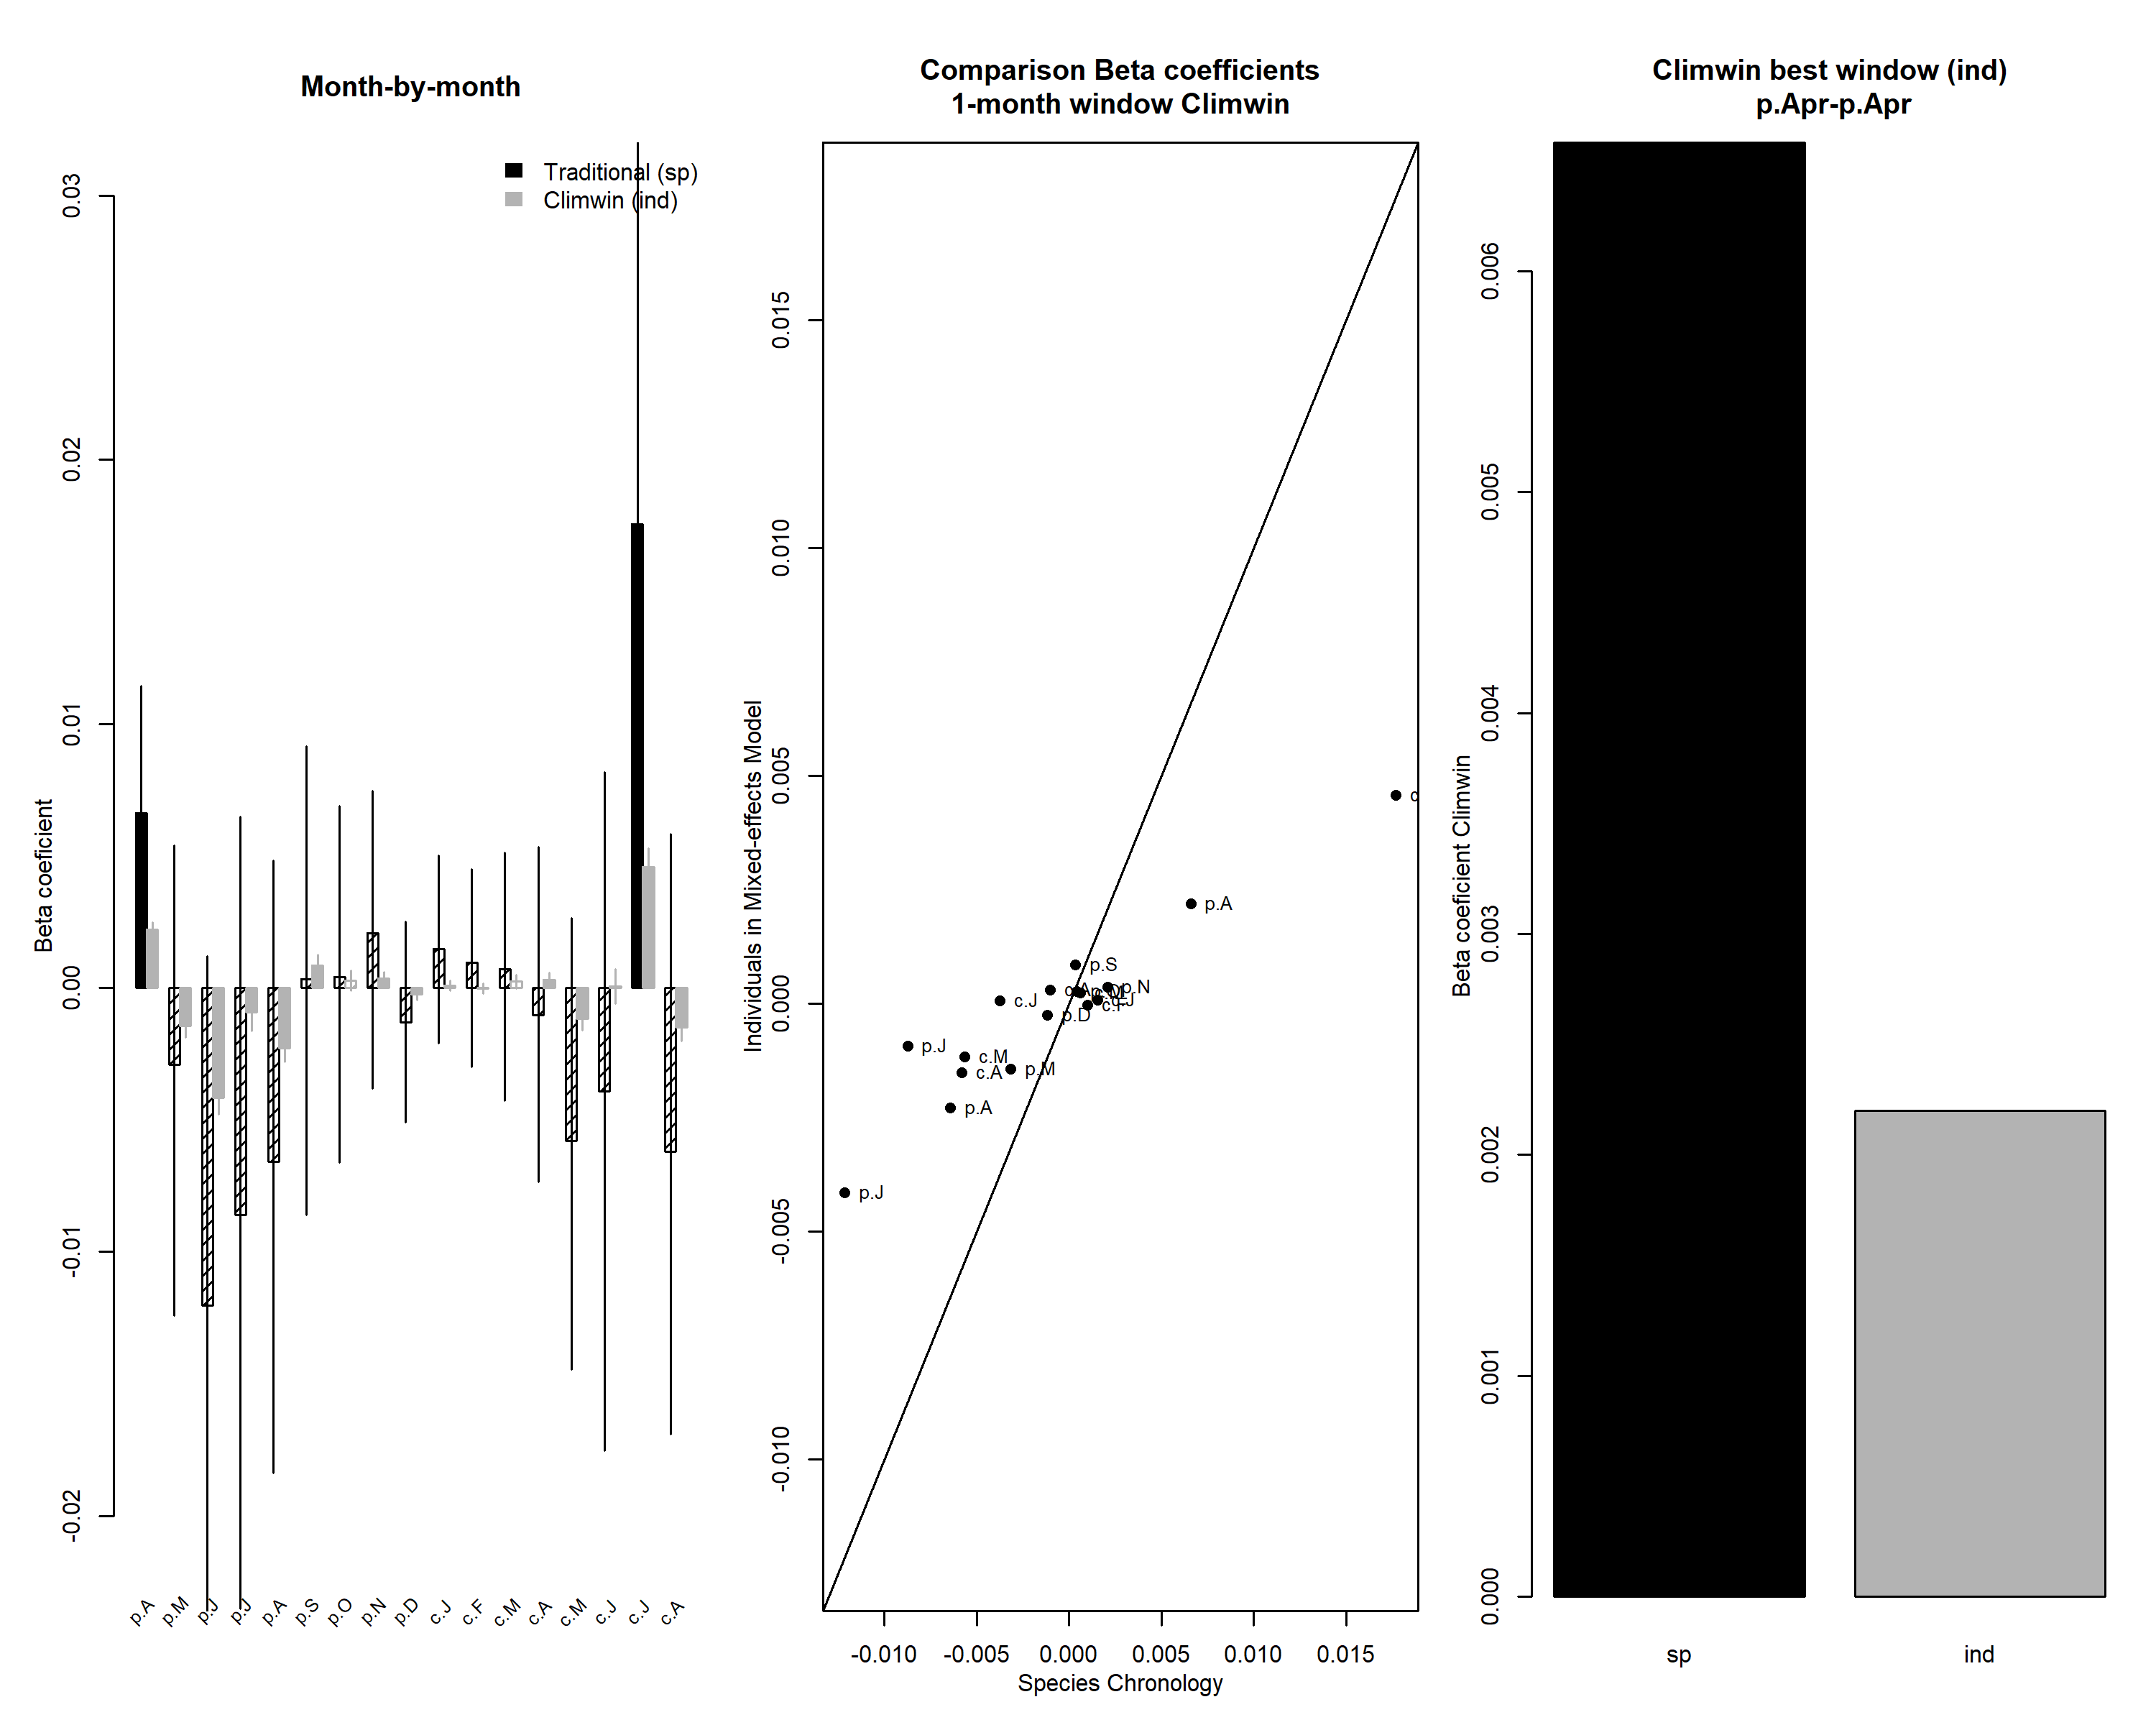 Month-by-month
Traditional (sp)
Climwin (ind)
Beta coeficient
0.03
0.02
0.01
0.00
-0.01
-0.02
p.A
p.M
p.J
p.J
p.A
p.S
p.O
p.N
p.D
c.J
c.F
c.M
c.A
c.M
c.J
c.J
c.A
Comparison Beta coefficients
1-month window Climwin
Individuals in Mixed-effects Model
0.015
0.010
0.005
0.000
-0.005
-0.010
c
p.A
p.S
p.N
c.J
p.D
p.J
c.M
c.A
p.M
p.A
p.J
-0.010
-0.005
0.000
0.005
0.010
0.015
Species Chronology
Climwin best window (ind)
p.Apr-p.Apr
Beta coefficient Climwin
0.006
0.005
0.004
0.003
0.002
0.001
0.000
sp
ind